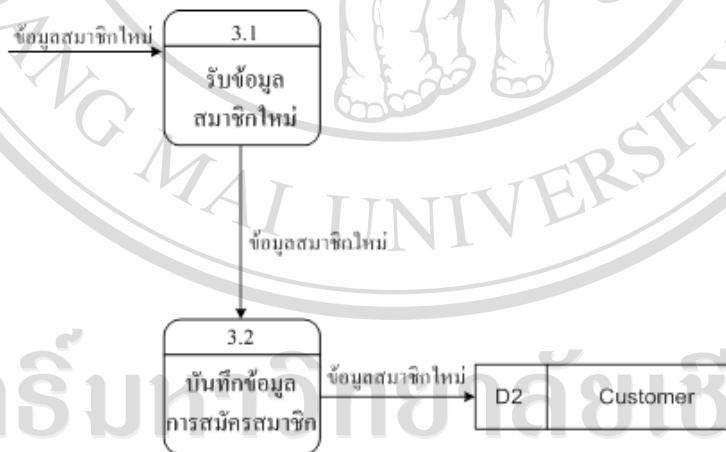 ข้อมูลสมาชิกใหม่
3.1
รับข้อมูล
สมาชิกใหม่
ANG MAI UNIVERSITY
ข้อมูลสมาชิกใหม่
3.2
บันทึกข้อมูล
การสมัครสมาชิก
ข้อมูลสมาชิกใหม่
D2
Customer